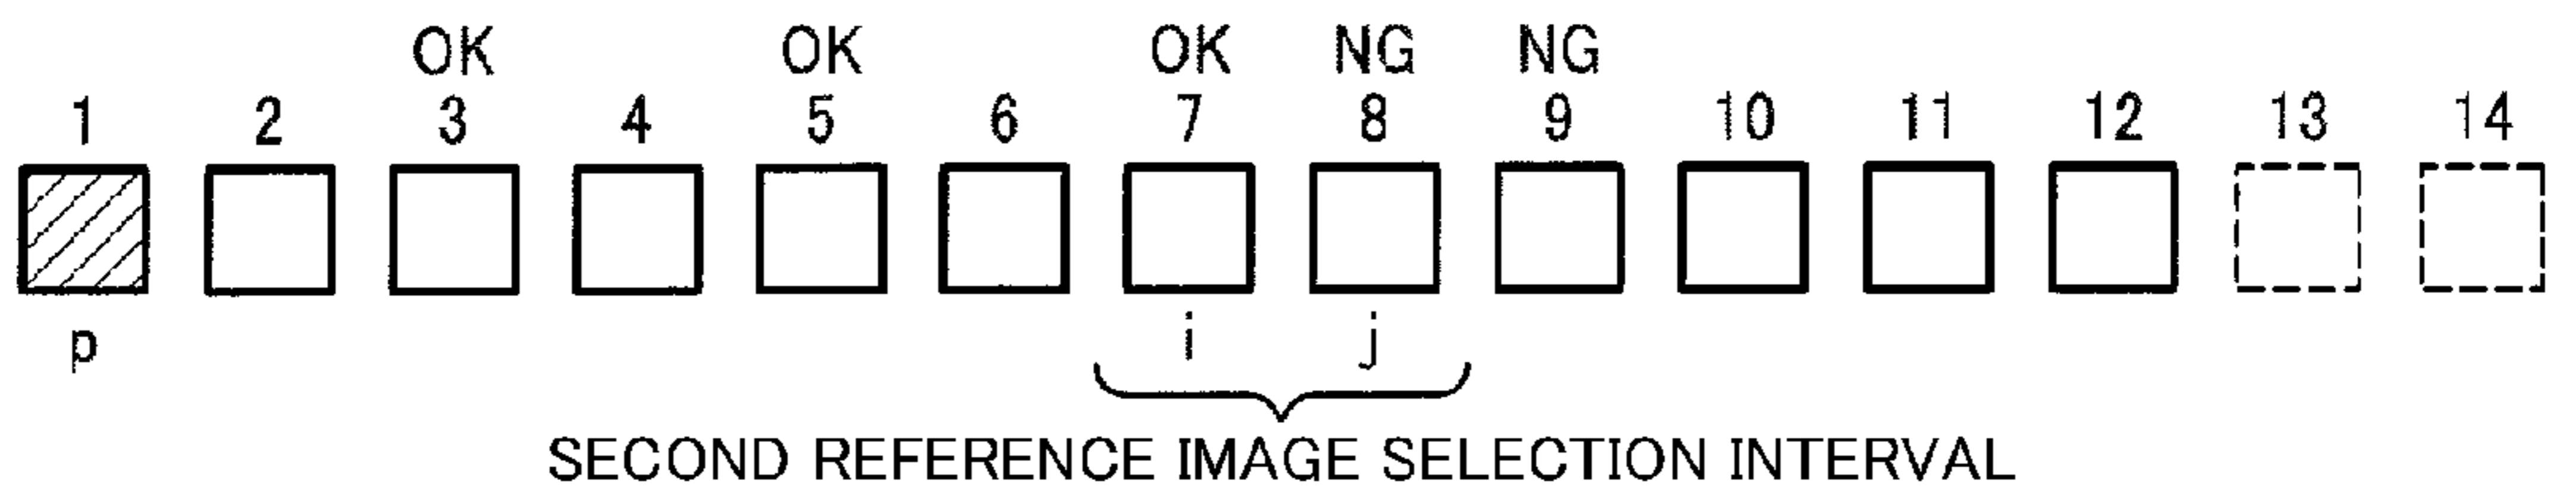 OK OK OK NG NG
1 2 3 4 5 6 7 8 9 10 11 12 13 14
p i j
SECOND REFERENCE IMAGE SELECTION INTERVAL